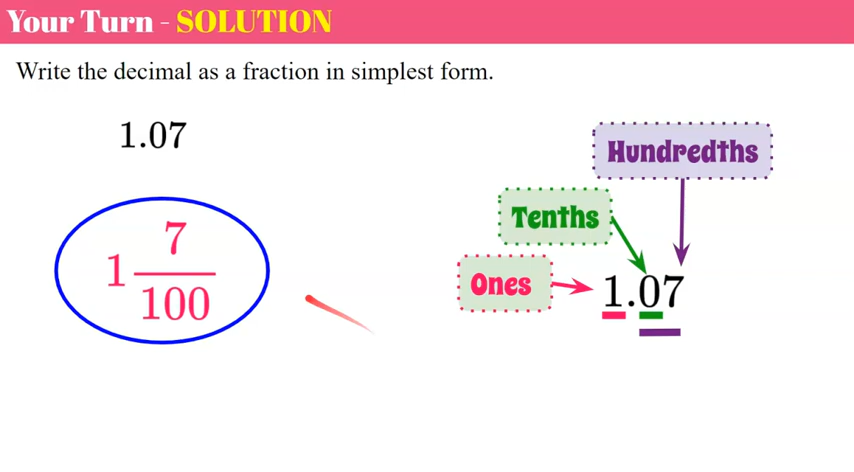 Your Turn - SOLUTION
Write the decimal as a fraction in simplest form.
1.07
1 7/100
Hundredths
Tenths
Ones
1.07